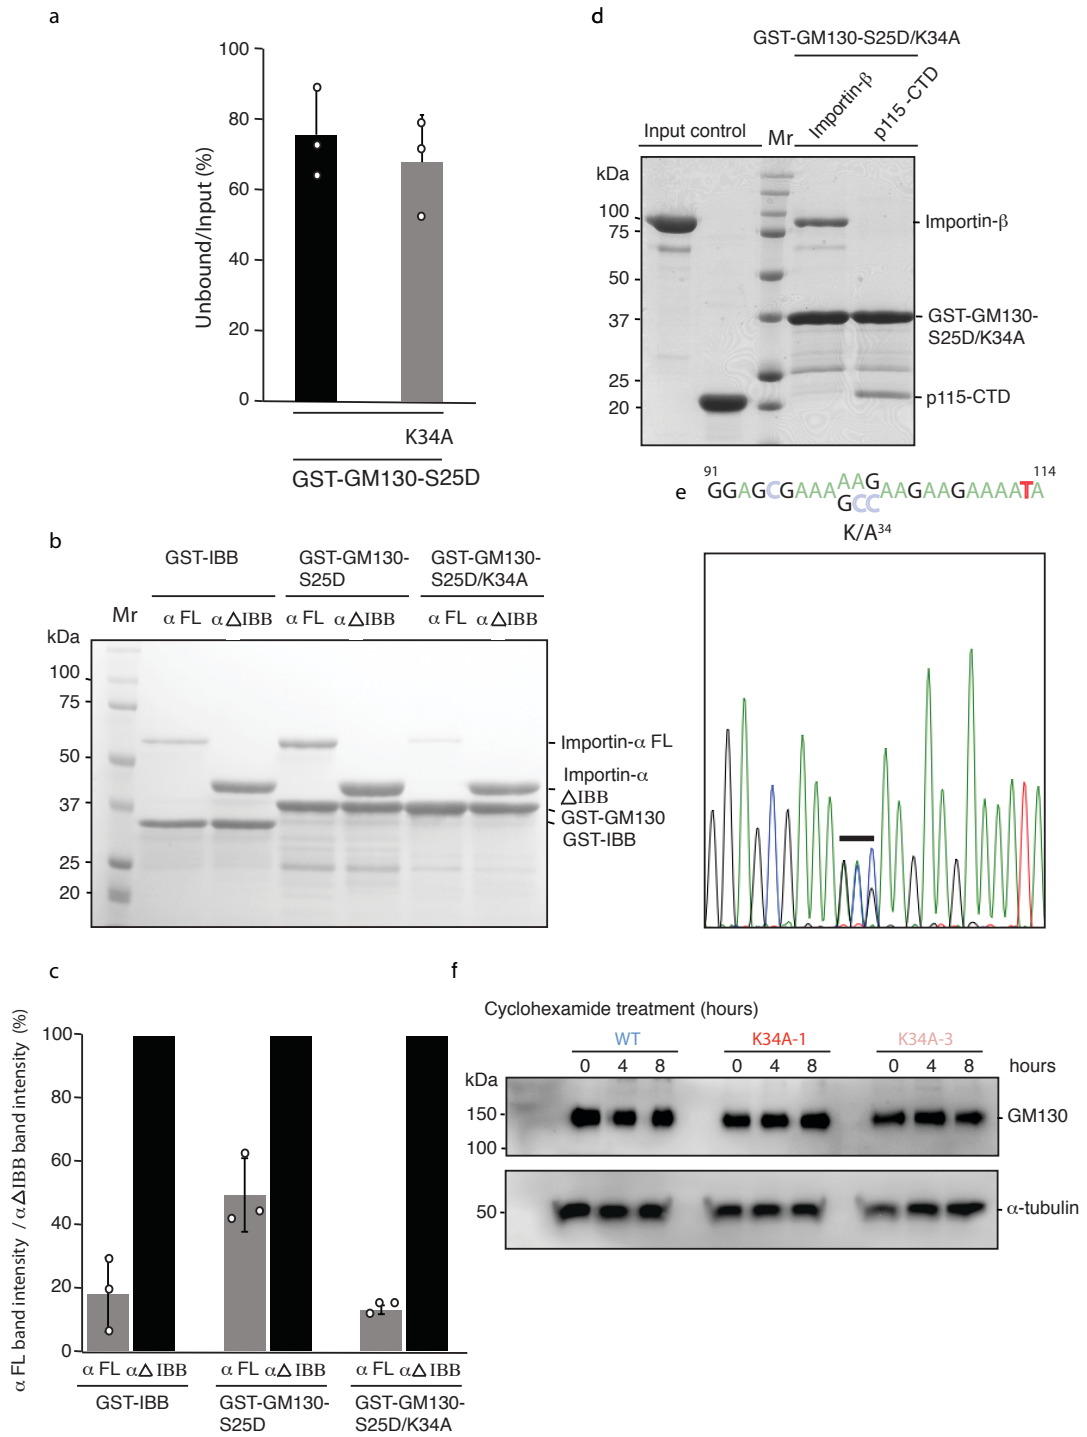 a
100
80
60
40
20
0
Unbound/Input (%)
K34A
GST-GM130-S25D
b
GST-IBB
GST-GM130-
S25D
GST-GM130-
S25D/K34A
Mr
α FL
α△IBB
α FL
α△IBB
α FL
α△IBB
kDa
100
75
50
37
25
20
Importin-α FL
Importin-α
△IBB
GST-GM130
GST-IBB
c
α FL band intensity / α△IBB band intensity (%)
100
80
60
40
20
0
α FL
α△ IBB
α FL
α△ IBB
α FL
α△ IBB
GST-IBB
GST-GM130-
S25D
GST-GM130-
S25D/K34A
d
GST-GM130-S25D/K34A
Input control
Mr
Importin-β
p115 -CTD
kDa
100
75
50
37
25
20
Importin-β
GST-GM130-
S25D/K34A
p115-CTD
e
91
114
GGAGCGAAAAAGAAGAAGAAAATA
GCC
K/A34
f
Cyclohexamide treatment (hours)
WT
K34A-1
K34A-3
0 4 8
0 4 8
0 4 8
hours
kDa
150
100
GM130
50
α-tubulin